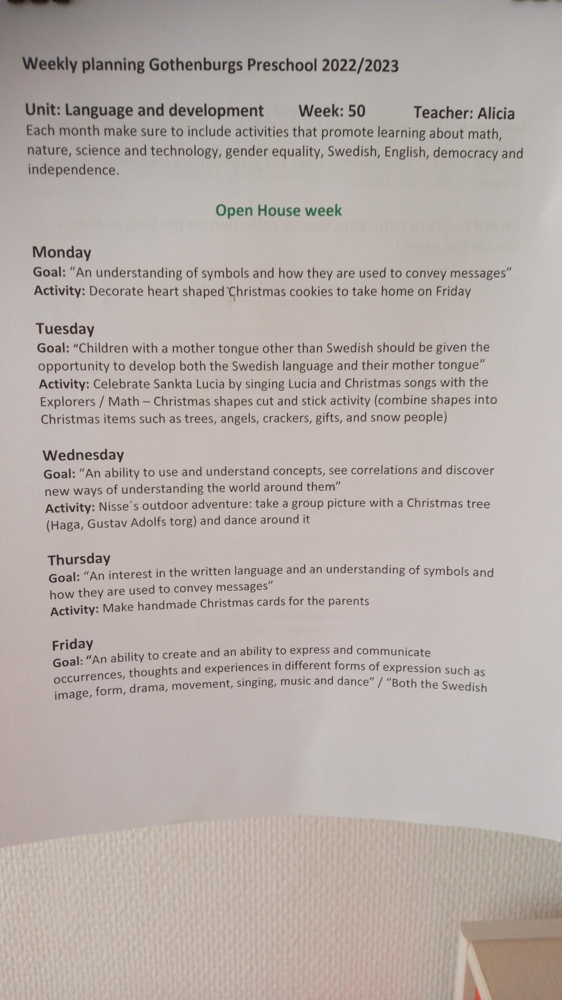 Weekly planning Gothenburgs Preschool 2022/2023
Unit: Language and development Week: 50 Teacher: Alicia
Each month make sure to include activities that promote learning about math,
nature, science and technology, gender equality, Swedish, English, democracy and
independence.
Open House week
Monday
Goal: “An understanding of symbols and how they are used to convey messages”
Activity: Decorate heart shaped Christmas cookies to take home on Friday
Tuesday
Goal: “Children with a mother tongue other than Swedish should be given the
opportunity to develop both the Swedish language and their mother tongue”
Activity: Celebrate Sankta Lucia by singing Lucia and Christmas songs with the
Explorers / Math – Christmas shapes cut and stick activity (combine shapes into
Christmas items such as trees, angels, crackers, gifts, and snow people)
Wednesday
Goal: “An ability to use and understand concepts, see correlations and discover
new ways of understanding the world around them”
Activity: Nisse´s outdoor adventure: take a group picture with a Christmas tree
(Haga, Gustav Adolfs torg) and dance around it
Thursday
Goal: “An interest in the written language and an understanding of symbols and
how they are used to convey messages”
Activity: Make handmade Christmas cards for the parents
Friday
Goal: “An ability to create and an ability to express and communicate
occurrences, thoughts and experiences in different forms of expression such as
image, form, drama, movement, singing, music and dance” / “Both the Swedish